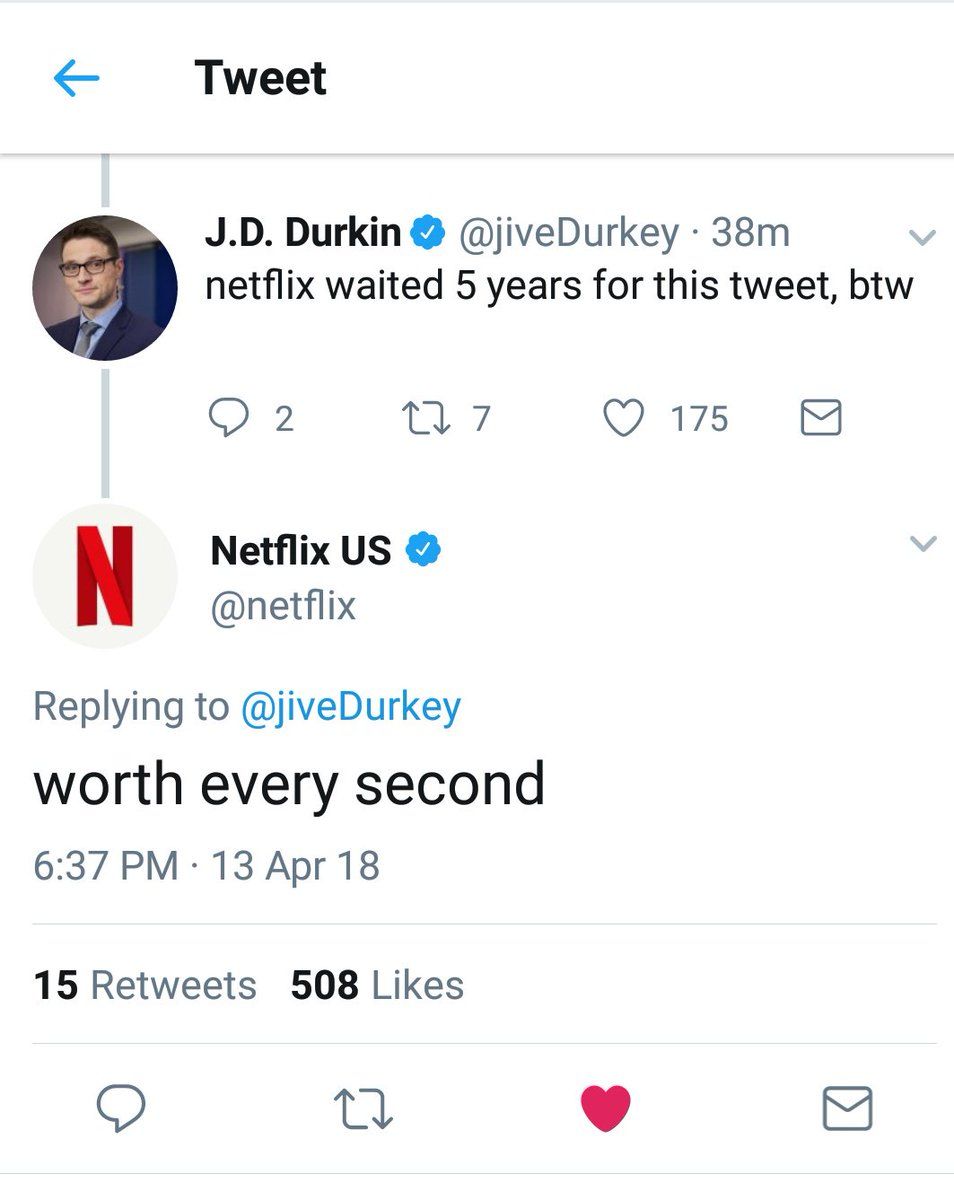 Tweet
J.D. Durkin @jiveDurkey · 38m
netflix waited 5 years for this tweet, btw
2 7 175
N
Netflix US
@netflix
Replying to @jiveDurkey
worth every second
6:37 PM · 13 Apr 18
15 Retweets 508 Likes